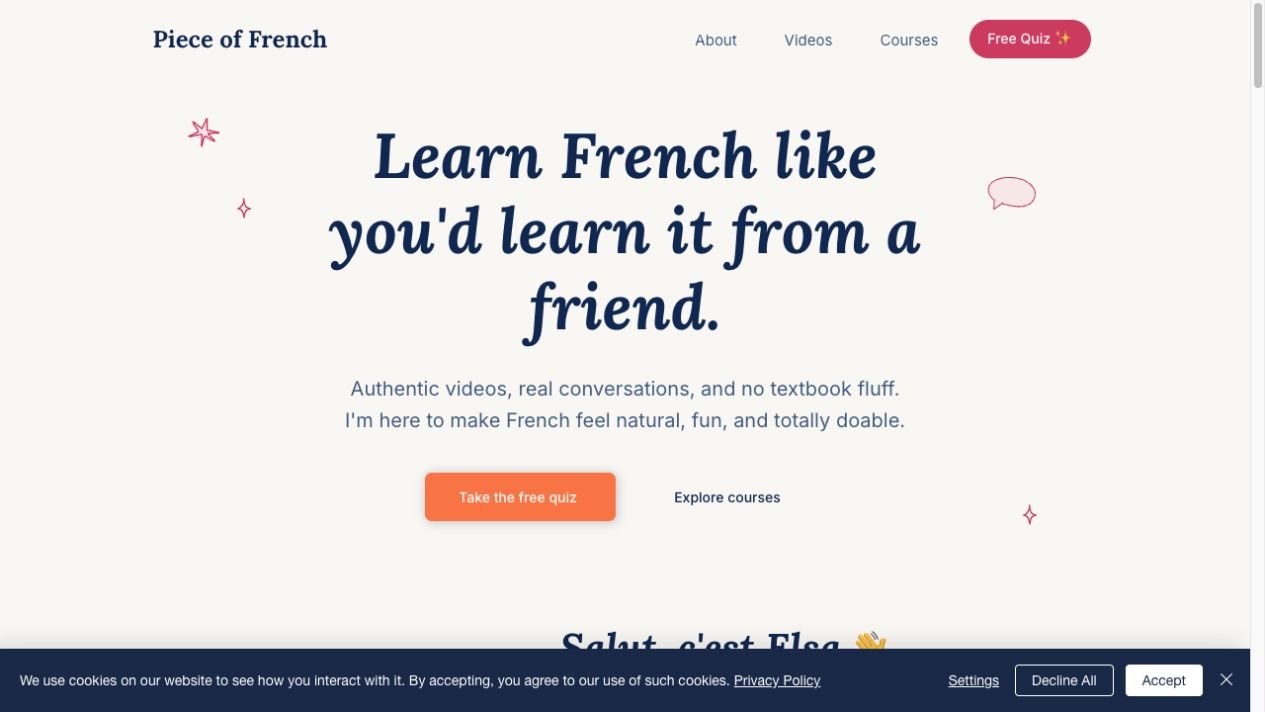 Piece of French
About
Videos
Courses
Free Quiz ✨
Learn French like
you'd learn it from a
friend.
Authentic videos, real conversations, and no textbook fluff.
I'm here to make French feel natural, fun, and totally doable.
Take the free quiz
Explore courses
Salut, c'est Elsa 👋
We use cookies on our website to see how you interact with it. By accepting, you agree to our use of such cookies. Privacy Policy
Settings
Decline All
Accept